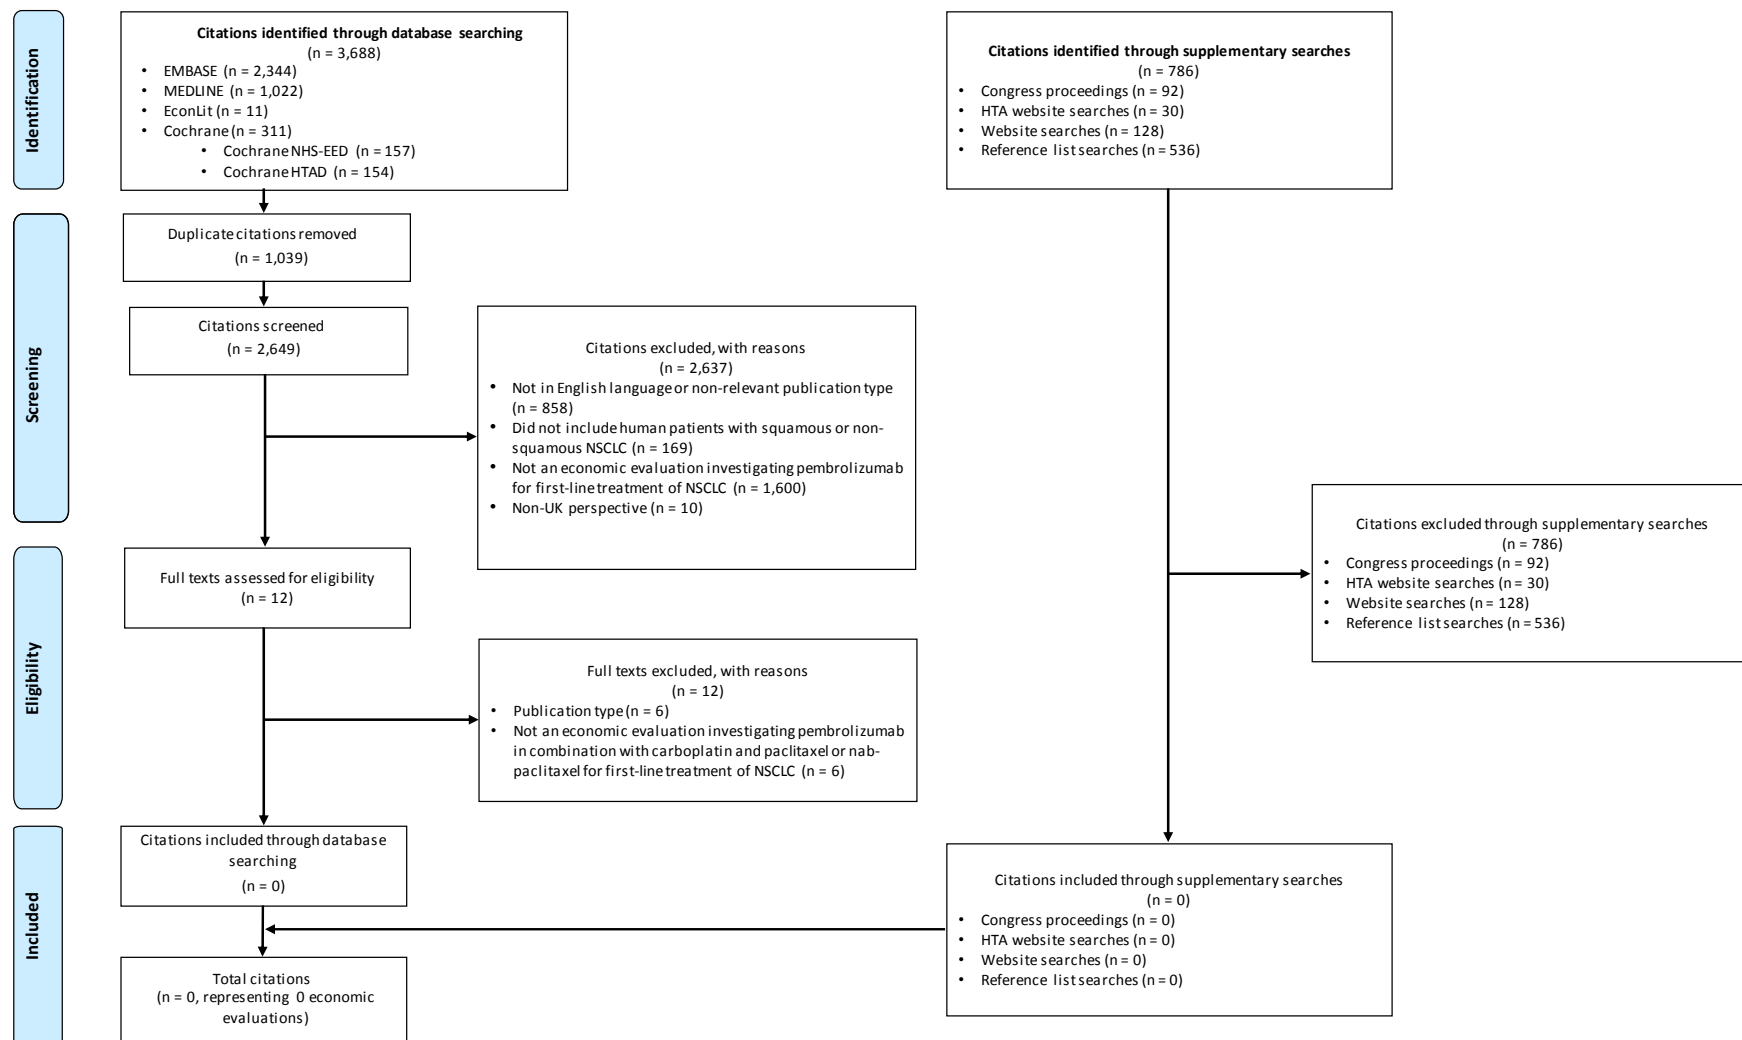 Identification
Citations identified through database searching
(n = 3,688)
• EMBASE (n = 2,344)
• MEDLINE (n = 1,022)
• EconLit (n = 11)
• Cochrane (n = 311)
• Cochrane NHS-EED (n = 157)
• Cochrane HTAD (n = 154)
Citations identified through supplementary searches
(n = 786)
• Congress proceedings (n = 92)
• HTA website searches (n = 30)
• Website searches (n = 128)
• Reference list searches (n = 536)
Screening
Duplicate citations removed
(n = 1,039)
Citations screened
(n = 2,649)
Citations excluded, with reasons
(n = 2,637)
• Not in English language or non-relevant publication type
(n = 858)
• Did not include human patients with squamous or non-
squamous NSCLC (n = 169)
• Not an economic evaluation investigating pembrolizumab
for first-line treatment of NSCLC (n = 1,600)
• Non-UK perspective (n = 10)
Citations excluded through supplementary searches
(n = 786)
• Congress proceedings (n = 92)
• HTA website searches (n = 30)
• Website searches (n = 128)
• Reference list searches (n = 536)
Eligibility
Full texts assessed for eligibility
(n = 12)
Full texts excluded, with reasons
(n = 12)
• Publication type (n = 6)
• Not an economic evaluation investigating pembrolizumab
in combination with carboplatin and paclitaxel or nab-
paclitaxel for first-line treatment of NSCLC (n = 6)
Included
Citations included through database
searching
(n = 0)
Citations included through supplementary searches
(n = 0)
• Congress proceedings (n = 0)
• HTA website searches (n = 0)
• Website searches (n = 0)
• Reference list searches (n = 0)
Total citations
(n = 0, representing 0 economic
evaluations)